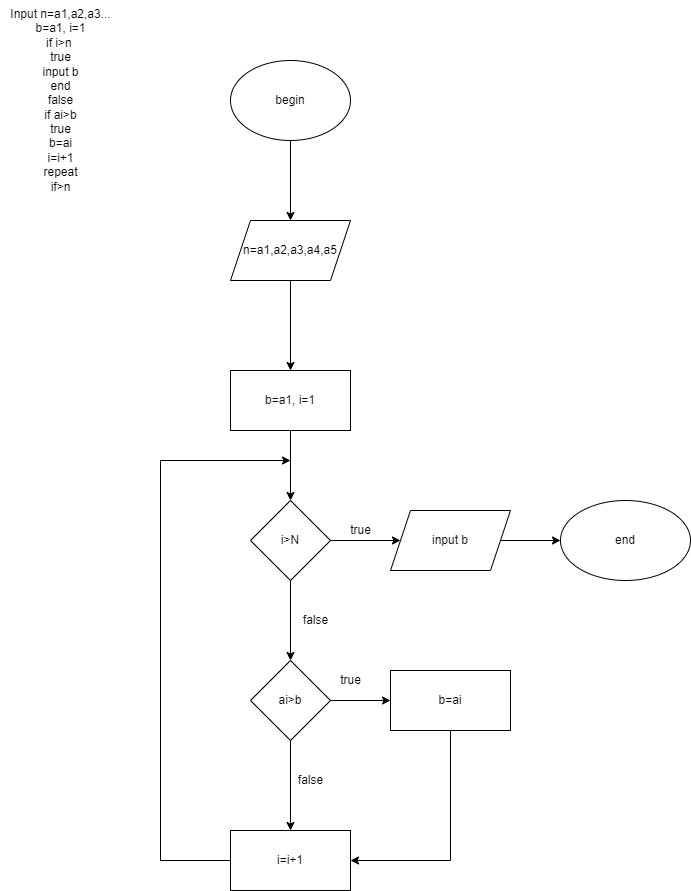 Input n=a1,a2,a3...
b=a1, i=1
if i>n
true
input b
end
false
if ai>b
true
b=ai
i=i+1
repeat
if>n
begin
n=a1,a2,a3,a4,a5
b=a1, i=1
i>N
true
input b
end
false
ai>b
true
b=ai
false
i=i+1